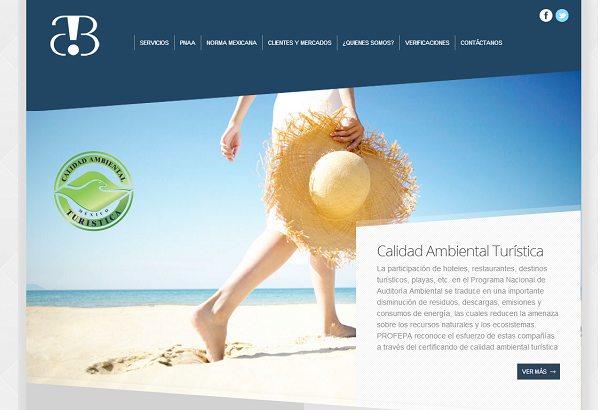 SERVICIOS
PNAA
NORMA MEXICANA
CLIENTES Y MERCADOS
¿QUIENES SOMOS?
VERIFICACIONES
CONTÁCTANOS
CALIDAD AMBIENTAL
MÉXICO
TURISTICA
Calidad Ambiental Turística
La participación de hoteles, restaurantes, destinos
turísticos, playas, etc. en el Programa Nacional de
Auditoría Ambiental se traduce en una importante
disminución de residuos, descargas, emisiones y
consumos de energía, las cuales reducen la amenaza
sobre los recursos naturales y los ecosistemas.
PROFEPA reconoce el esfuerzo de estas compañías
a través del certificando de calidad ambiental turística
VER MÁS →